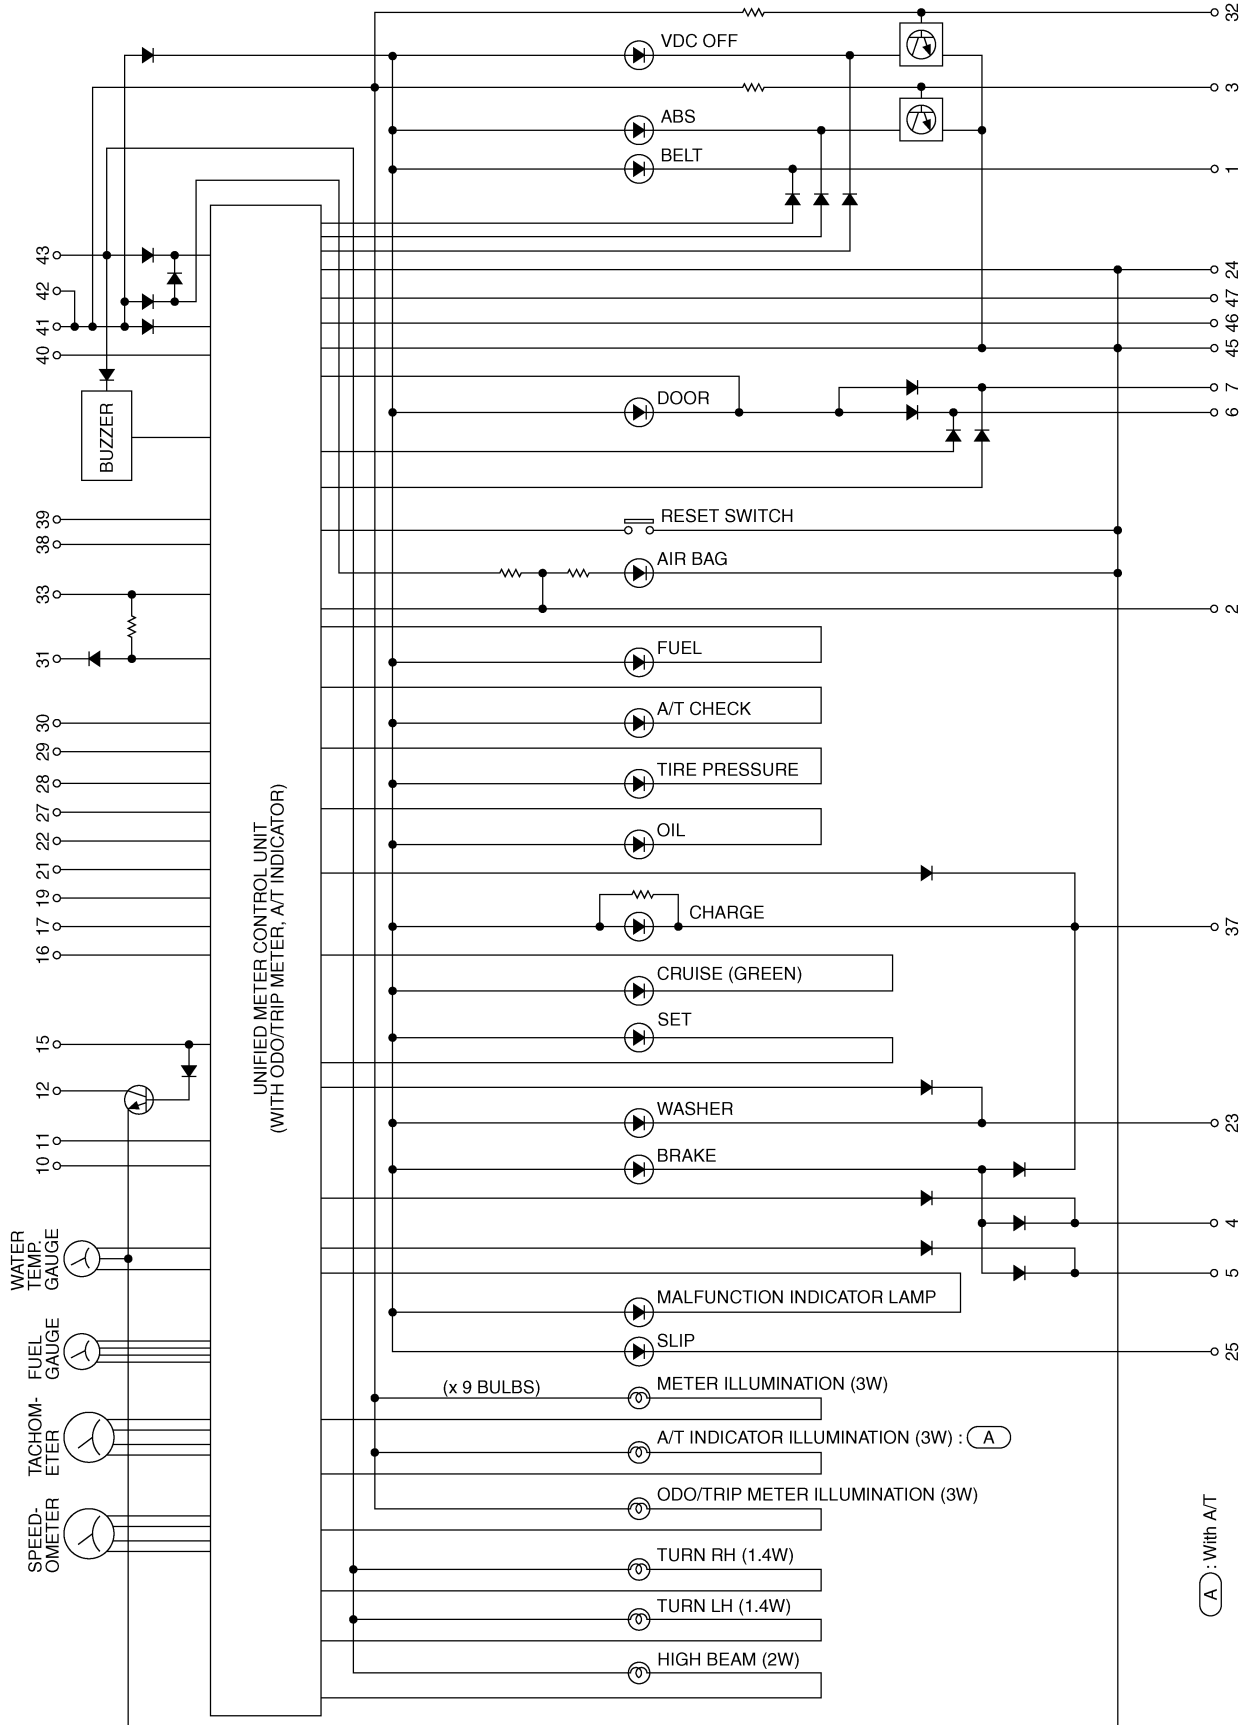 32
VDC OFF
3
ABS
BELT
1
43
24
42
47
41
46
40
45
7
DOOR
6
BUZZER
RESET SWITCH
39
38
AIR BAG
33
2
31
FUEL
30
A/T CHECK
29
28
TIRE PRESSURE
27
22
OIL
21
19
CHARGE
17
37
16
UNIFIED METER CONTROL UNIT
(WITH ODO/TRIP METER, A/T INDICATOR)
CRUISE (GREEN)
SET
15
12
WASHER
23
11
BRAKE
10
4
WATER
TEMP.
GAUGE
5
MALFUNCTION INDICATOR LAMP
FUEL
GAUGE
SLIP
25
(x 9 BULBS)
METER ILLUMINATION (3W)
TACHOM-
ETER
A/T INDICATOR ILLUMINATION (3W) : A
ODO/TRIP METER ILLUMINATION (3W)
SPEED-
OMETER
TURN RH (1.4W)
A : With A/T
TURN LH (1.4W)
HIGH BEAM (2W)